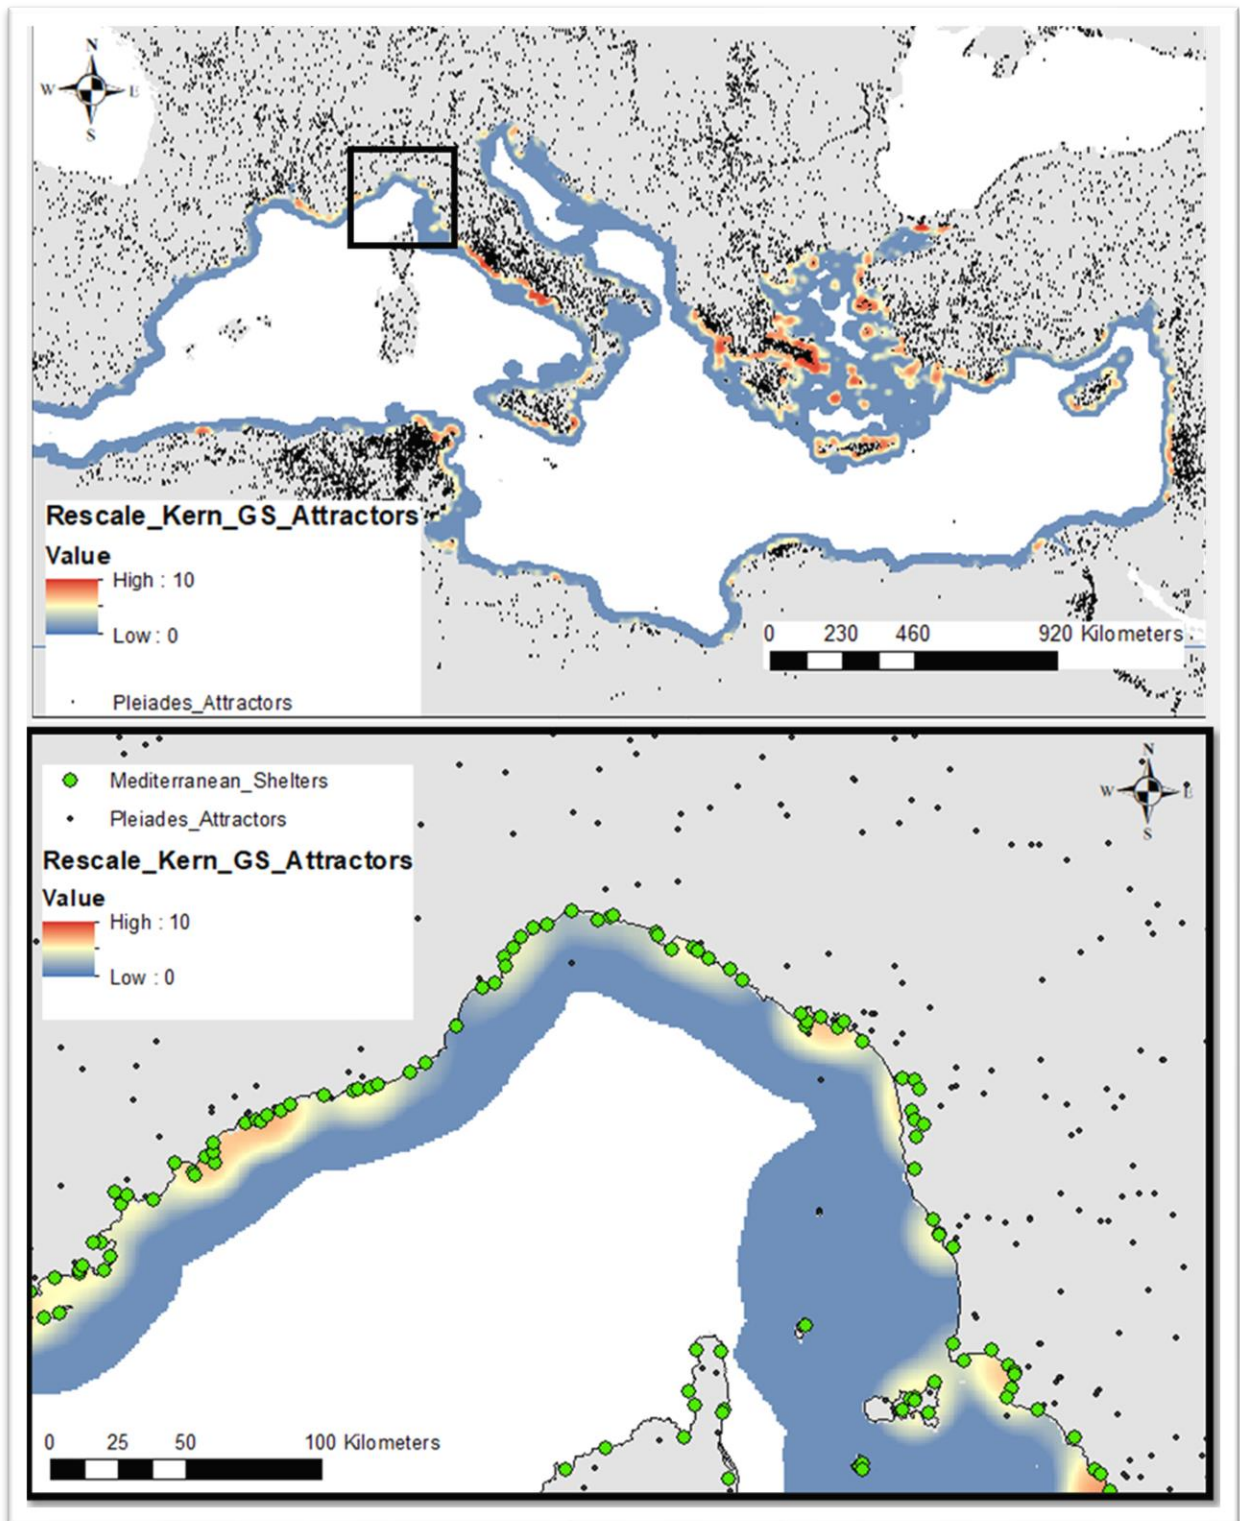 N
W E
S
Rescale_Kern_GS_Attractors
Value
High : 10
Low : 0
Pleiades_Attractors
0 230 460 920 Kilometers
N
W E
S
Mediterranean_Shelters
Pleiades_Attractors
Rescale_Kern_GS_Attractors
Value
High : 10
Low : 0
0 25 50 100 Kilometers